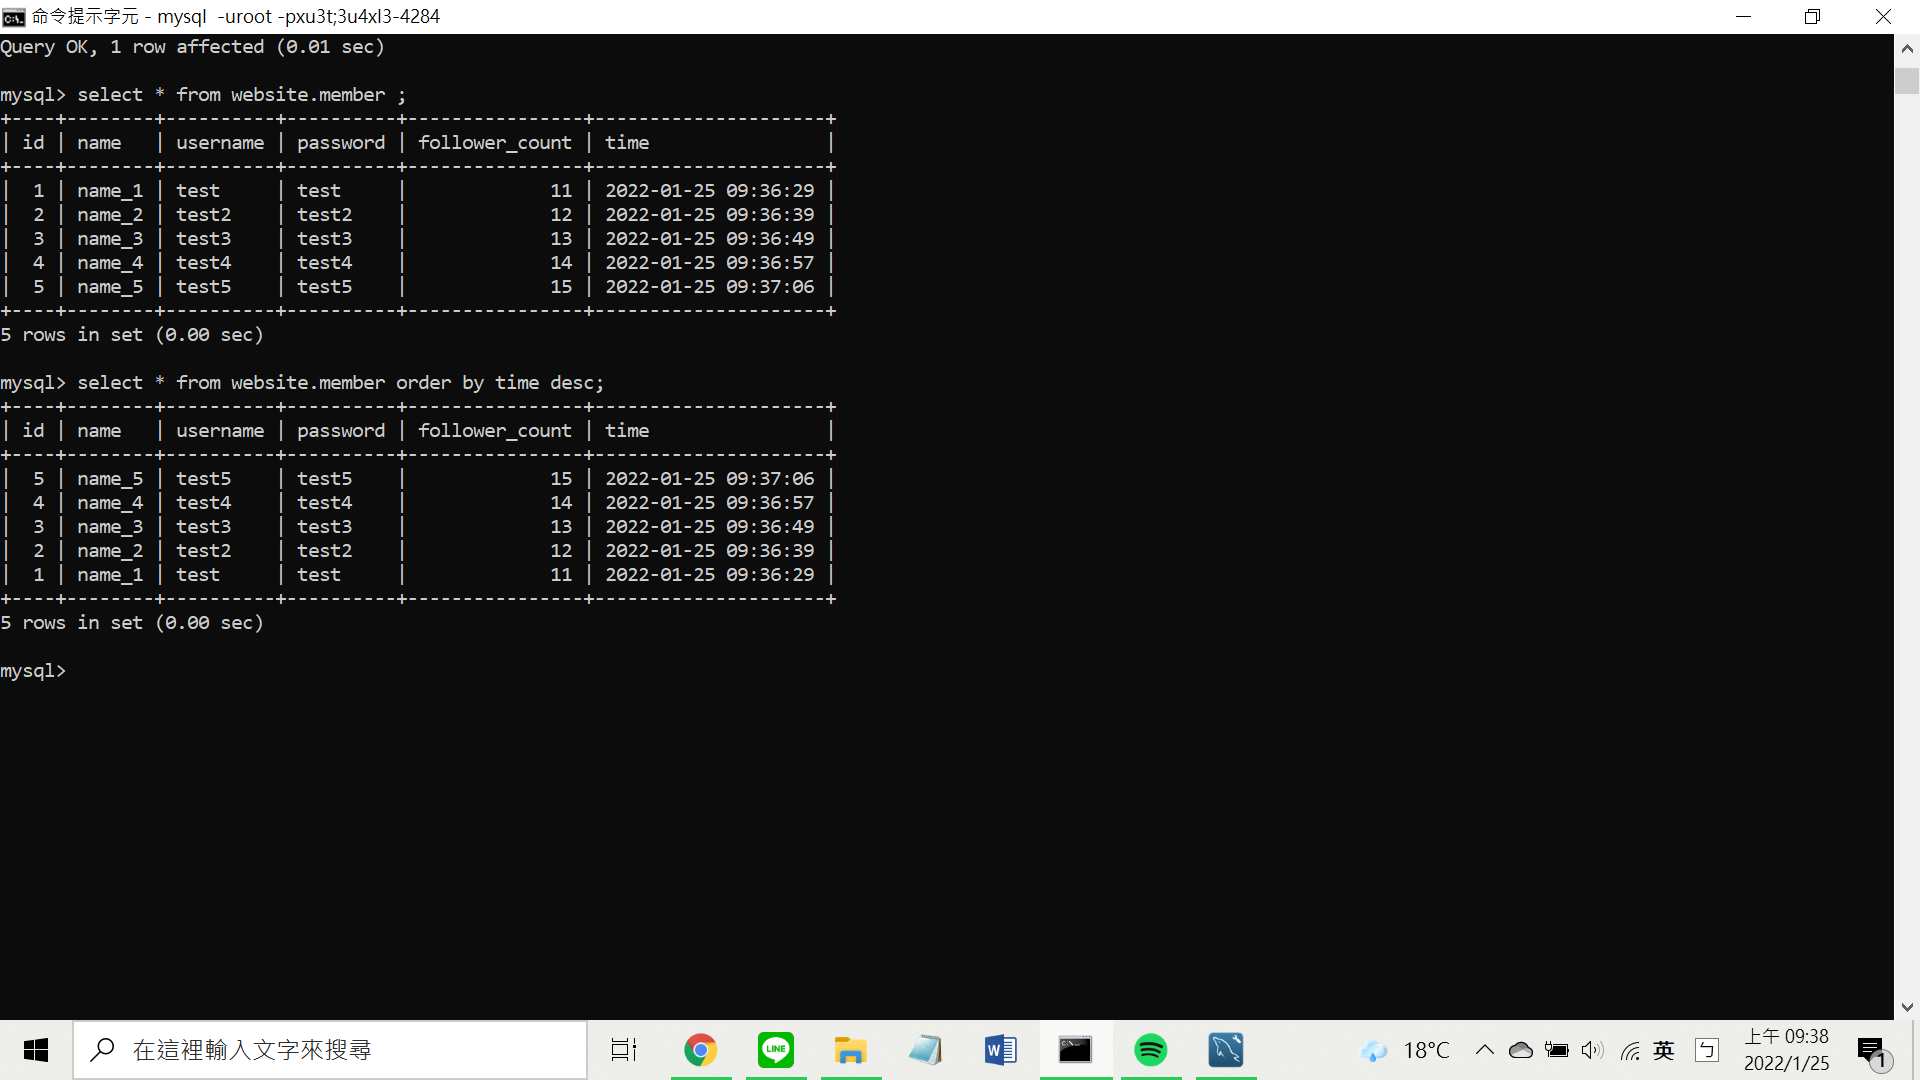 命令提示字元 - mysql  -uroot -pxu3t;3u4xl3-4284
Query OK, 1 row affected (0.01 sec)
mysql> select * from website.member ;
+----+--------+----------+----------+----------------+---------------------+
| id | name   | username | password | follower_count | time                |
+----+--------+----------+----------+----------------+---------------------+
|  1 | name_1 | test     | test     |             11 | 2022-01-25 09:36:29 |
|  2 | name_2 | test2    | test2    |             12 | 2022-01-25 09:36:39 |
|  3 | name_3 | test3    | test3    |             13 | 2022-01-25 09:36:49 |
|  4 | name_4 | test4    | test4    |             14 | 2022-01-25 09:36:57 |
|  5 | name_5 | test5    | test5    |             15 | 2022-01-25 09:37:06 |
+----+--------+----------+----------+----------------+---------------------+
5 rows in set (0.00 sec)
mysql> select * from website.member order by time desc;
+----+--------+----------+----------+----------------+---------------------+
| id | name   | username | password | follower_count | time                |
+----+--------+----------+----------+----------------+---------------------+
|  5 | name_5 | test5    | test5    |             15 | 2022-01-25 09:37:06 |
|  4 | name_4 | test4    | test4    |             14 | 2022-01-25 09:36:57 |
|  3 | name_3 | test3    | test3    |             13 | 2022-01-25 09:36:49 |
|  2 | name_2 | test2    | test2    |             12 | 2022-01-25 09:36:39 |
|  1 | name_1 | test     | test     |             11 | 2022-01-25 09:36:29 |
+----+--------+----------+----------+----------------+---------------------+
5 rows in set (0.00 sec)
mysql>
在這裡輸入文字來搜尋
LINE
18°C
英
ㄅ
上午 09:38
2022/1/25
1